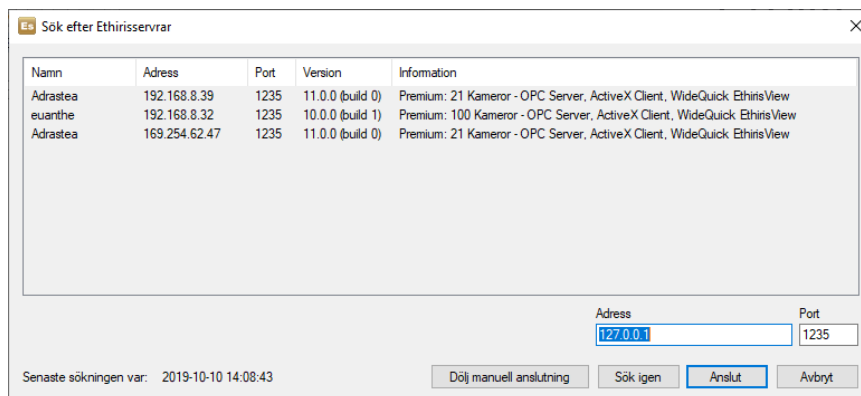 Es Sök efter Ethirisservrar
Namn Adress Port Version Information
Adrastea 192.168.8.39 1235 11.0.0 (build 0) Premium: 21 Kameror - OPC Server, ActiveX Client, WideQuick EthirisView
euanthe 192.168.8.32 1235 10.0.0 (build 1) Premium: 100 Kameror - OPC Server, ActiveX Client, WideQuick EthirisView
Adrastea 169.254.62.47 1235 11.0.0 (build 0) Premium: 21 Kameror - OPC Server, ActiveX Client, WideQuick EthirisView
Adress Port
127.0.0.1 1235
Senaste sökningen var: 2019-10-10 14:08:43 Dölj manuell anslutning Sök igen Anslut Avbryt